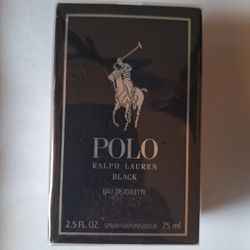 POLO
RALPH LAUREN
BLACK
EAU DE TOILETTE
2.5 FL. OZ. SPRAY/VAPORISATEUR 75 ml